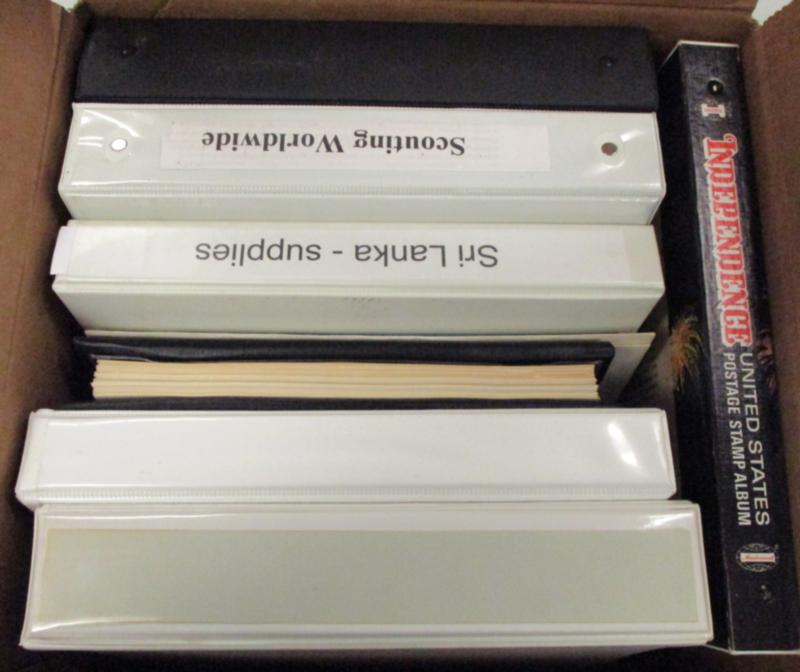 Scouting Worldwide
Sri Lanka - supplies
INDEPENDENCE
UNITED STATES
POSTAGE STAMP ALBUM